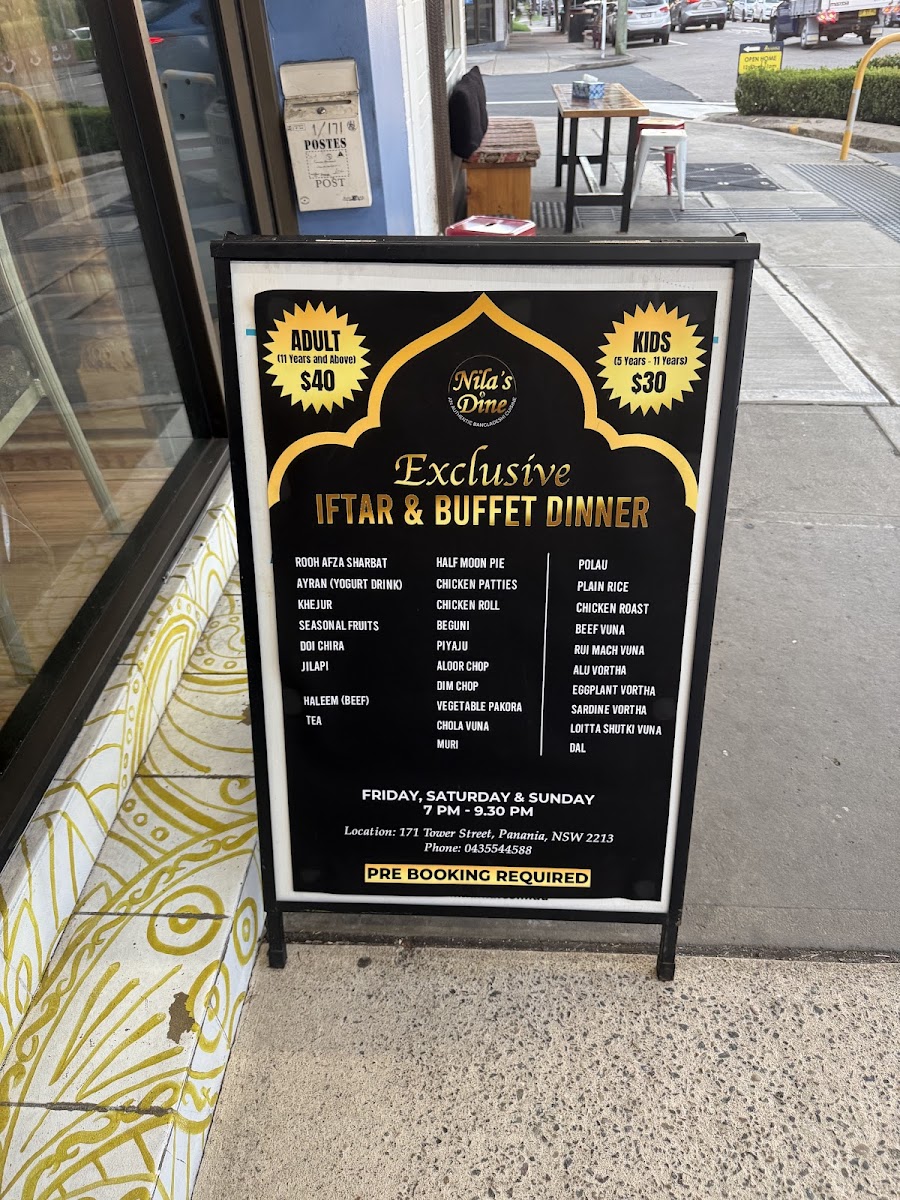 1/171
POSTES
POST
OPEN HOME
ADULT
(11 Years and Above)
$40
KIDS
(5 Years - 11 Years)
$30
Nila's
Dine
AN AUTHENTIC BANGLADESHI CUISINE
Exclusive
IFTAR & BUFFET DINNER
ROOH AFZA SHARBAT
AYRAN (YOGURT DRINK)
KHEJUR
SEASONAL FRUITS
DOI CHIRA
JILAPI
HALEEM (BEEF)
TEA
HALF MOON PIE
CHICKEN PATTIES
CHICKEN ROLL
BEGUNI
PIYAJU
ALOOR CHOP
DIM CHOP
VEGETABLE PAKORA
CHOLA VUNA
MURI
POLAU
PLAIN RICE
CHICKEN ROAST
BEEF VUNA
RUI MACH VUNA
ALU VORTHA
EGGPLANT VORTHA
SARDINE VORTHA
LOITTA SHUTKI VUNA
DAL
FRIDAY, SATURDAY & SUNDAY
7 PM - 9.30 PM
Location: 171 Tower Street, Panania, NSW 2213
Phone: 0435544588
PRE BOOKING REQUIRED